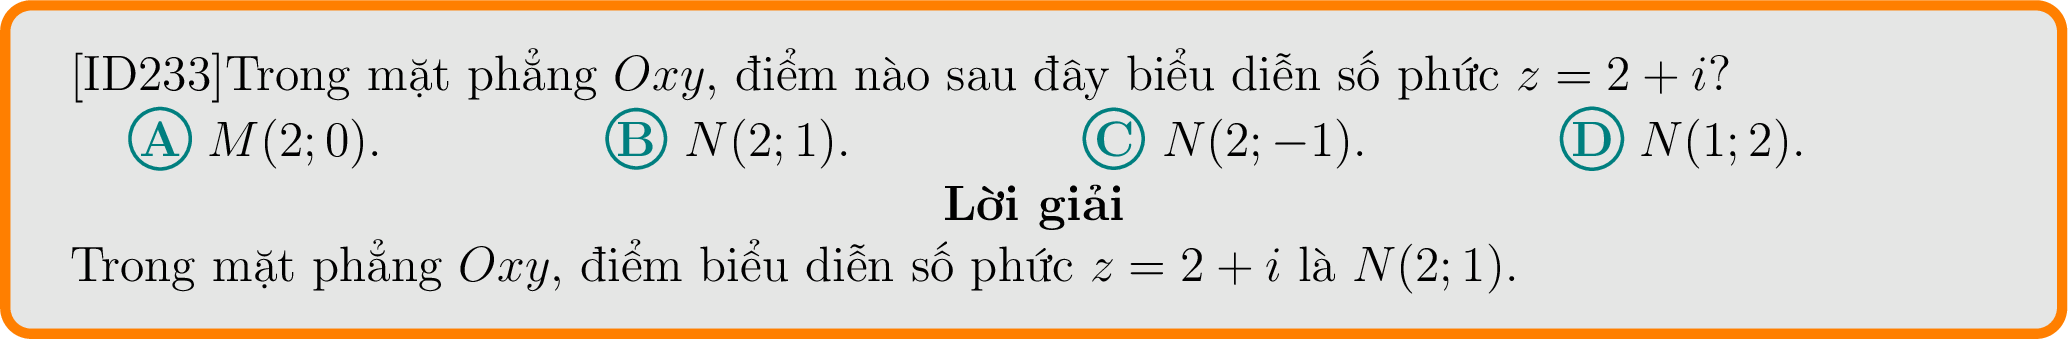 [ID233]Trong mặt phẳng Oxy, điểm nào sau đây biểu diễn số phức z = 2 + i?
A M(2; 0). B N(2; 1). C N(2; −1). D N(1; 2).
Lời giải
Trong mặt phẳng Oxy, điểm biểu diễn số phức z = 2 + i là N(2; 1).